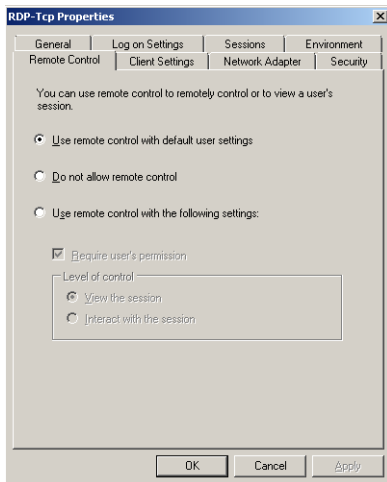 RDP-Tcp Properties
General Log on Settings Sessions Environment
Remote Control Client Settings Network Adapter Security
You can use remote control to remotely control or to view a user's
session.
Use remote control with default user settings
Do not allow remote control
Use remote control with the following settings:
Require user's permission
Level of control
View the session
Interact with the session
OK Cancel Apply